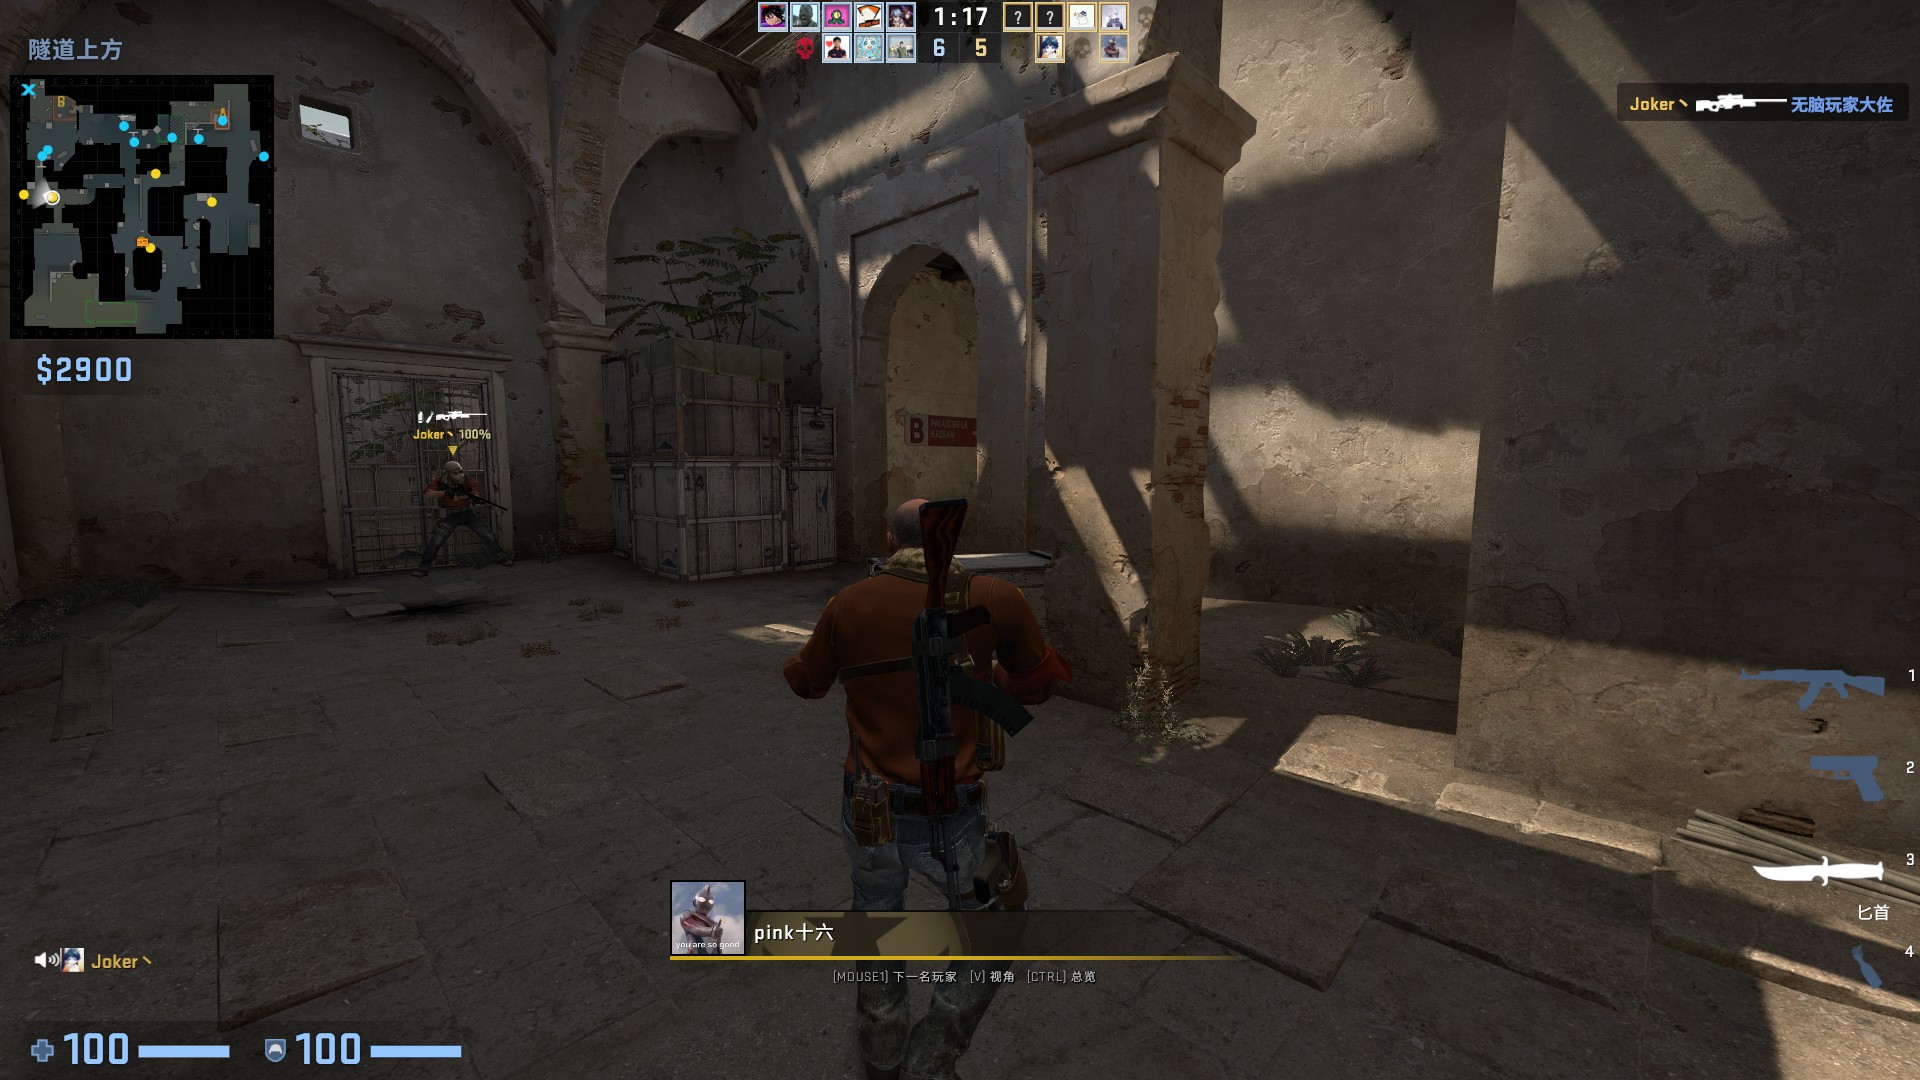 隧道上方
B
1:17
? ?
6 5
Joker丶 无脑玩家大佐
$2900
Joker丶 100%
B
14
1
2
3
匕首
4
you are so good
pink十六
[MOUSE1] 下一名玩家 [V] 视角 [CTRL] 总览
Joker丶
100 100